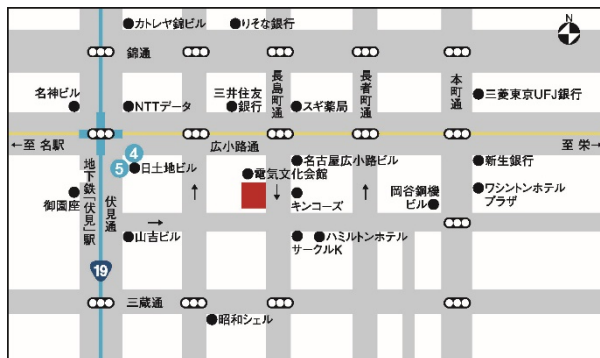 カトレヤ錦ビル
りそな銀行
N
錦通
名神ビル
NTTデータ
三井住友
銀行
長島町通
スギ薬局
長者町通
本町通
三菱東京UFJ銀行
←至 名駅
広小路通
至 栄→
4
5
日土地ビル
名古屋広小路ビル
新生銀行
電気文化会館
地下鉄「伏見」駅
御園座
伏見通
↑
↓
キンコーズ
↑
岡谷鋼機
ビル
ワシントンホテル
プラザ
→
山吉ビル
サークルK
ハミルトンホテル
19
三蔵通
昭和シェル